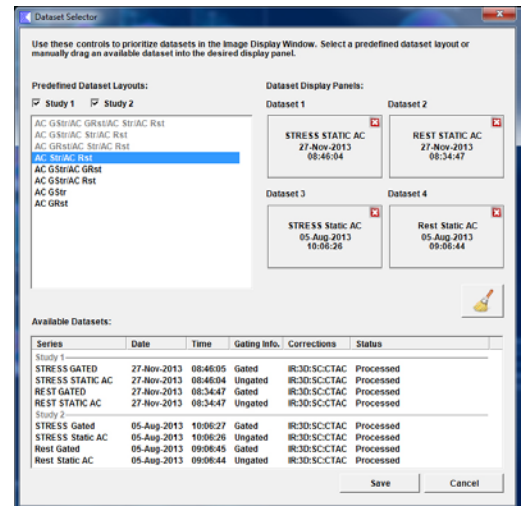 Dataset Selector
Use these controls to prioritize datasets in the Image Display Window. Select a predefined dataset layout or
manually drag an available dataset into the desired display panel.
Predefined Dataset Layouts:
Study 1 Study 2
AC GStr/AC GRst/AC Str/AC Rst
AC GStr/AC Str/AC Rst
AC GRst/AC Str/AC Rst
AC Str/AC Rst
AC GStr/AC GRst
AC GStr/AC Rst
AC GStr
AC GRst
Dataset Display Panels:
Dataset 1 Dataset 2
STRESS STATIC AC
27-Nov-2013
08:46:04
REST STATIC AC
27-Nov-2013
08:34:47
Dataset 3 Dataset 4
STRESS Static AC
05-Aug-2013
10:06:26
Rest Static AC
05-Aug-2013
09:06:44
Available Datasets:
Series Date Time Gating Info. Corrections Status
Study 1
STRESS GATED 27-Nov-2013 08:46:05 Gated IR:3D:SC:CTAC Processed
STRESS STATIC AC 27-Nov-2013 08:46:04 Ungated IR:3D:SC:CTAC Processed
REST GATED 27-Nov-2013 08:34:47 Gated IR:3D:SC:CTAC Processed
REST STATIC AC 27-Nov-2013 08:34:47 Ungated IR:3D:SC:CTAC Processed
Study 2
STRESS Gated 05-Aug-2013 10:06:27 Gated IR:3D:SC:CTAC Processed
STRESS Static AC 05-Aug-2013 10:06:26 Ungated IR:3D:SC:CTAC Processed
Rest Gated 05-Aug-2013 09:06:45 Gated IR:3D:SC:CTAC Processed
Rest Static AC 05-Aug-2013 09:06:44 Ungated IR:3D:SC:CTAC Processed
Save Cancel